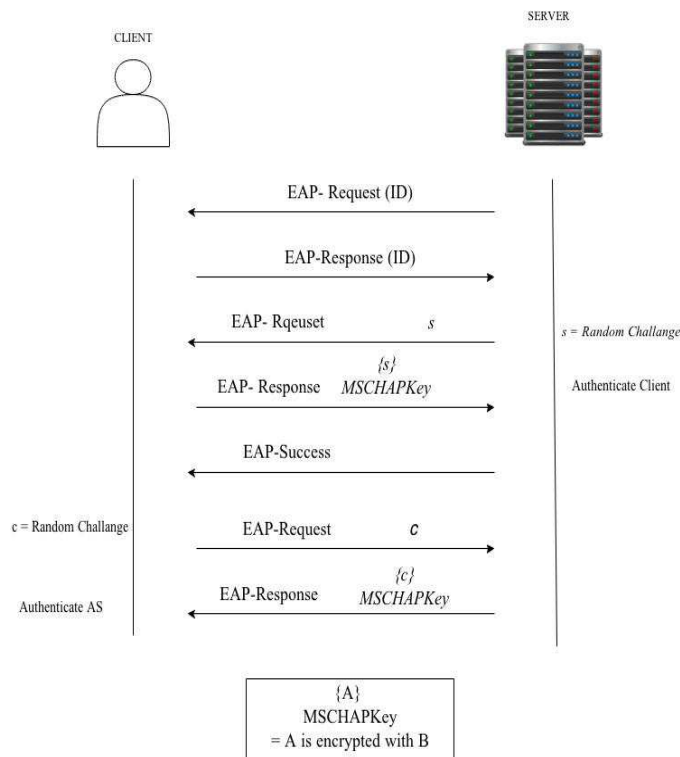 SERVER
CLIENT
EAP- Request (ID)
EAP-Response (ID)
EAP- Rqeuset s
s = Random Challange
{s}
EAP- Response MSCHAPKey
Authenticate Client
EAP-Success
c = Random Challange
EAP-Request c
{c}
EAP-Response MSCHAPKey
Authenticate AS
{A}
MSCHAPKey
= A is encrypted with B